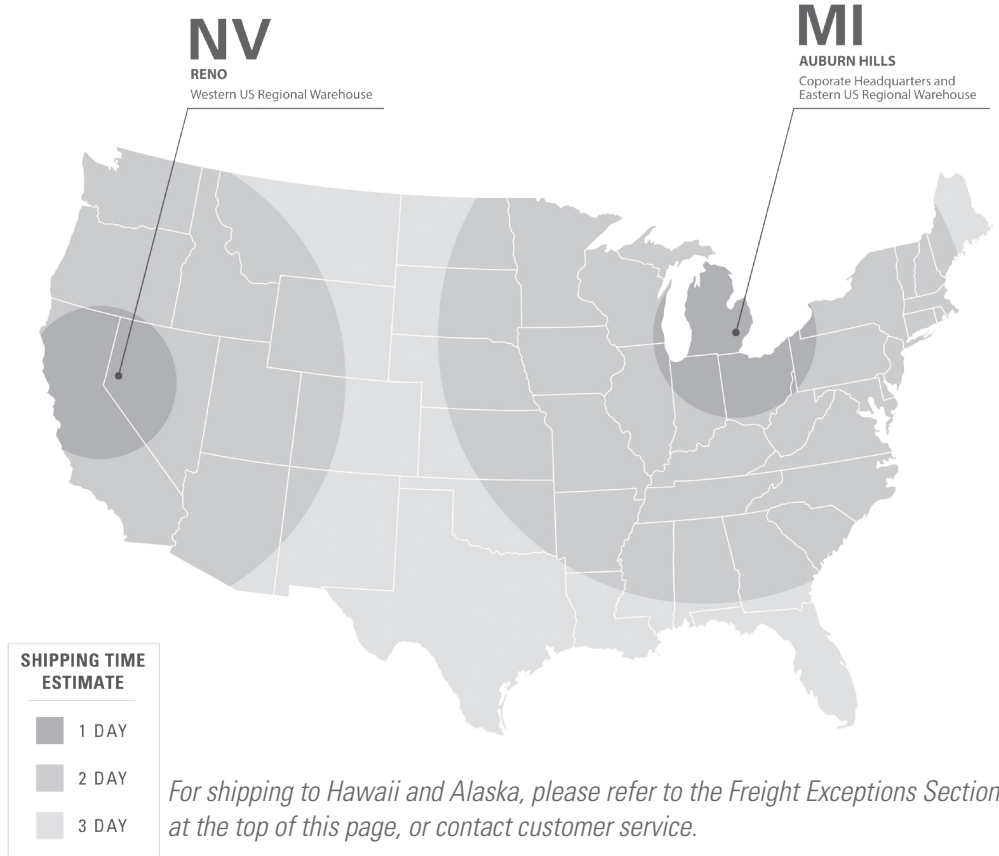 NV
RENO
Western US Regional Warehouse
MI
AUBURN HILLS
Coporate Headquarters and
Eastern US Regional Warehouse
SHIPPING TIME
ESTIMATE
1 DAY
2 DAY
3 DAY
For shipping to Hawaii and Alaska, please refer to the Freight Exceptions Section
at the top of this page, or contact customer service.